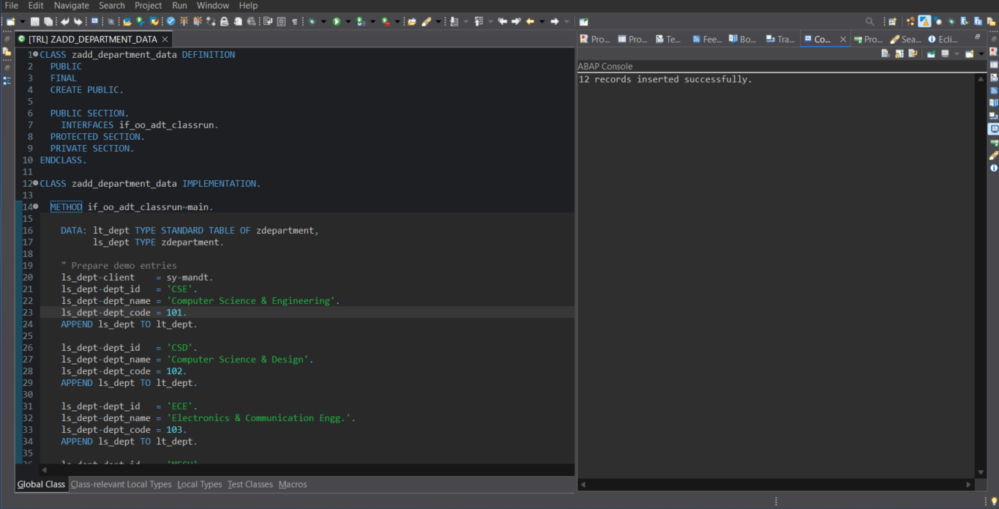 File Edit Navigate Search Project Run Window Help
[TRL] ZADD_DEPARTMENT_DATA
Pro... Pro... Te... Fee... Bo... Tra... Co... Pro... Sea... Ecli...
ABAP Console
12 records inserted successfully.
1 CLASS zadd_department_data DEFINITION
2 PUBLIC
3 FINAL
4 CREATE PUBLIC.
5
6 PUBLIC SECTION.
7 INTERFACES if_oo_adt_classrun.
8 PROTECTED SECTION.
9 PRIVATE SECTION.
10 ENDCLASS.
11
12 CLASS zadd_department_data IMPLEMENTATION.
13
14 METHOD if_oo_adt_classrun~main.
15
16 DATA: lt_dept TYPE STANDARD TABLE OF zdepartment,
17 ls_dept TYPE zdepartment.
18
19 " Prepare demo entries
20 ls_dept-client = sy-mandt.
21 ls_dept-dept_id = 'CSE'.
22 ls_dept-dept_name = 'Computer Science & Engineering'.
23 ls_dept-dept_code = 101.
24 APPEND ls_dept TO lt_dept.
25
26 ls_dept-dept_id = 'CSD'.
27 ls_dept-dept_name = 'Computer Science & Design'.
28 ls_dept-dept_code = 102.
29 APPEND ls_dept TO lt_dept.
30
31 ls_dept-dept_id = 'ECE'.
32 ls_dept-dept_name = 'Electronics & Communication Engg.'.
33 ls_dept-dept_code = 103.
34 APPEND ls_dept TO lt_dept.
35
Global Class Class-relevant Local Types Local Types Test Classes Macros